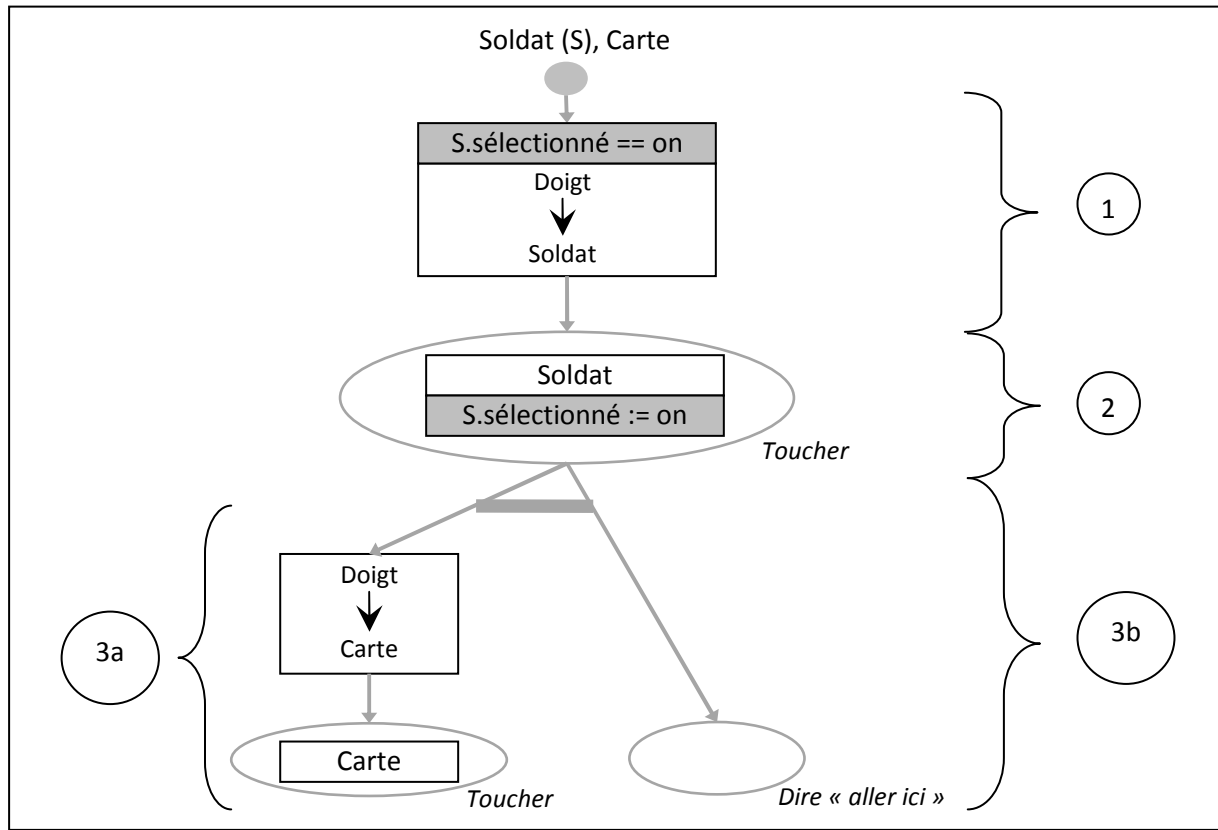 Soldat (S), Carte
S.sélectionné == on
Doigt
Soldat
1
Soldat
S.sélectionné := on
Toucher
2
Doigt
Carte
3a
3b
Carte
Toucher
Dire « aller ici »